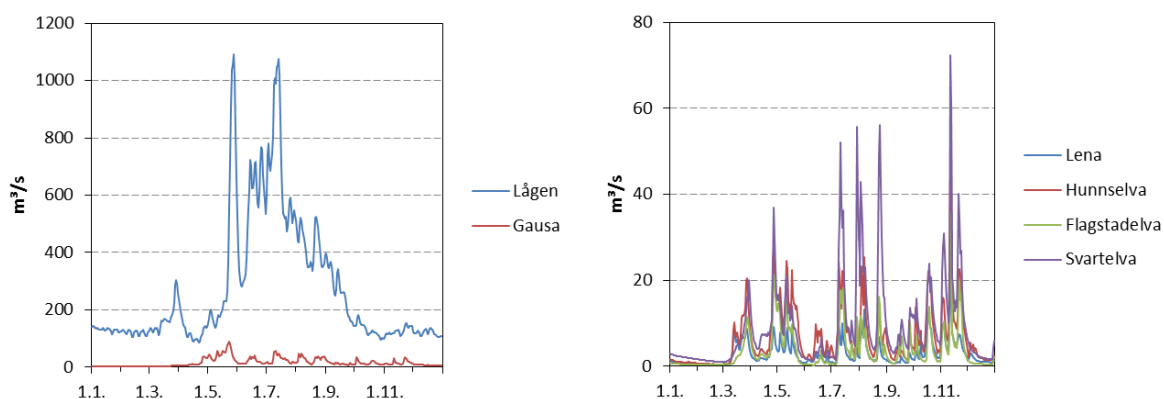 1200
1000
800
600
400
200
0
m³/s
1.1. 1.3. 1.5. 1.7. 1.9. 1.11.
Lågen
Gausa
80
60
40
20
0
m³/s
1.1. 1.3. 1.5. 1.7. 1.9. 1.11.
Lena
Hunnselva
Flagstadelva
Svartelva